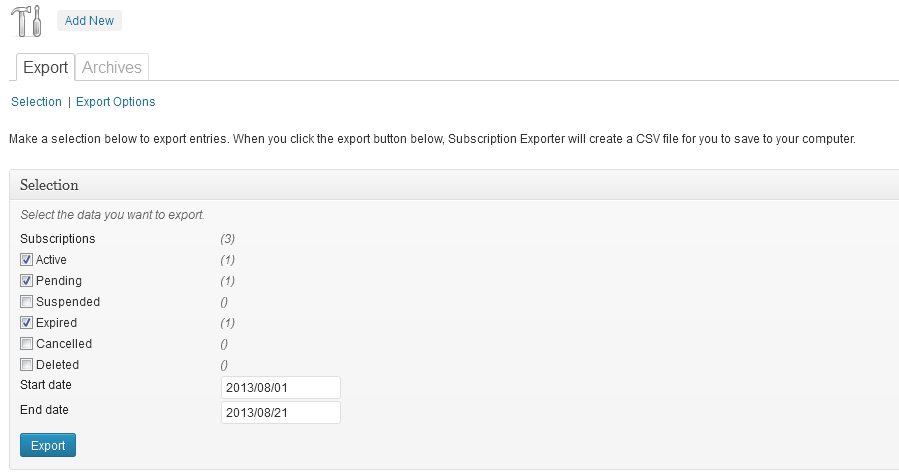 Add New
Export Archives
Selection | Export Options
Make a selection below to export entries. When you click the export button below, Subscription Exporter will create a CSV file for you to save to your computer.
Selection
Select the data you want to export.
Subscriptions (3)
Active (1)
Pending (1)
Suspended ()
Expired (1)
Cancelled ()
Deleted ()
Start date 2013/08/01
End date 2013/08/21
Export